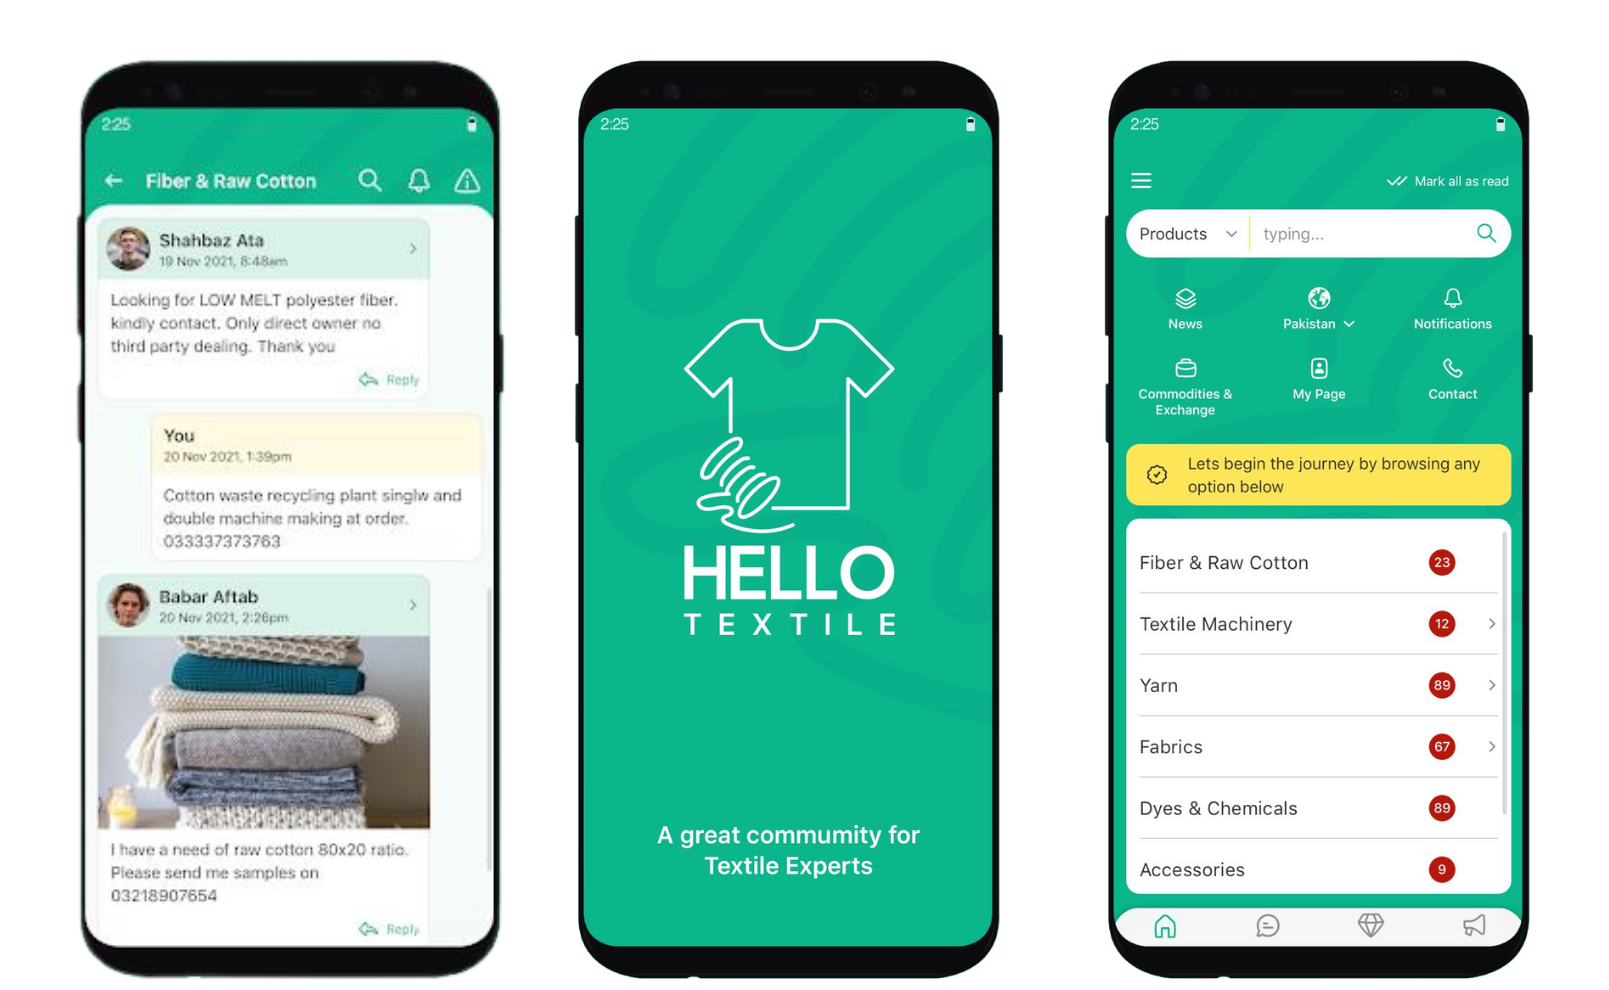 2:25
Fiber & Raw Cotton
Shahbaz Ata
19 Nov 2021, 8:48am
Looking for LOW MELT polyester fiber.
kindly contact. Only direct owner no
third party dealing. Thank you
Reply
You
20 Nov 2021, 1:39pm
Cotton waste recycling plant singlw and
double machine making at order.
033337373763
Babar Aftab
20 Nov 2021, 2:26pm
I have a need of raw cotton 80x20 ratio.
Please send me samples on
03218907654
Reply
2:25
HELLO
TEXTILE
A great commumity for
Textile Experts
2:25
Mark all as read
Products
typing...
News
Pakistan
Notifications
Commodities &
Exchange
My Page
Contact
Lets begin the journey by browsing any
option below
Fiber & Raw Cotton 23
Textile Machinery 12
Yarn 89
Fabrics 67
Dyes & Chemicals 89
Accessories 9